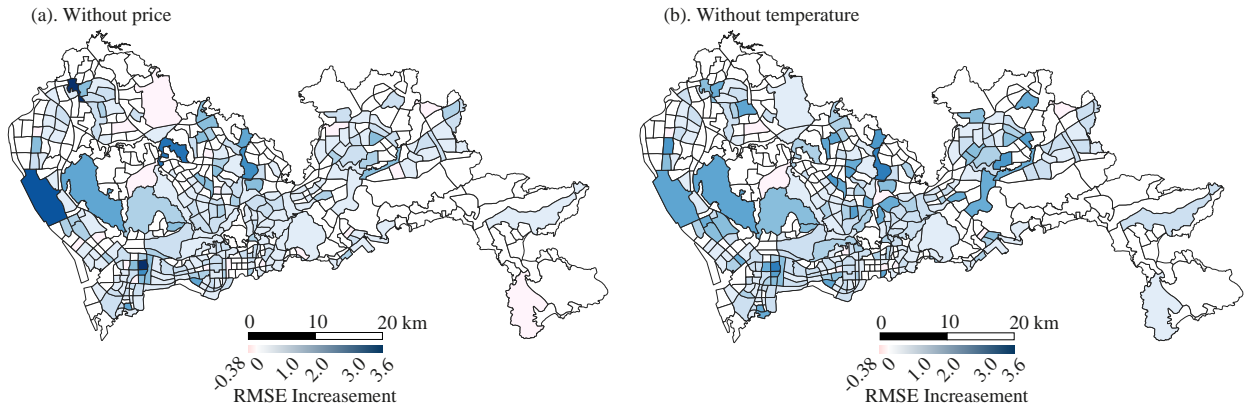 (a). Without price
(b). Without temperature
0 10 20 km
-0.38 0 1.0 2.0 3.0 3.6
RMSE Increasement
0 10 20 km
-0.38 0 1.0 2.0 3.0 3.6
RMSE Increasement